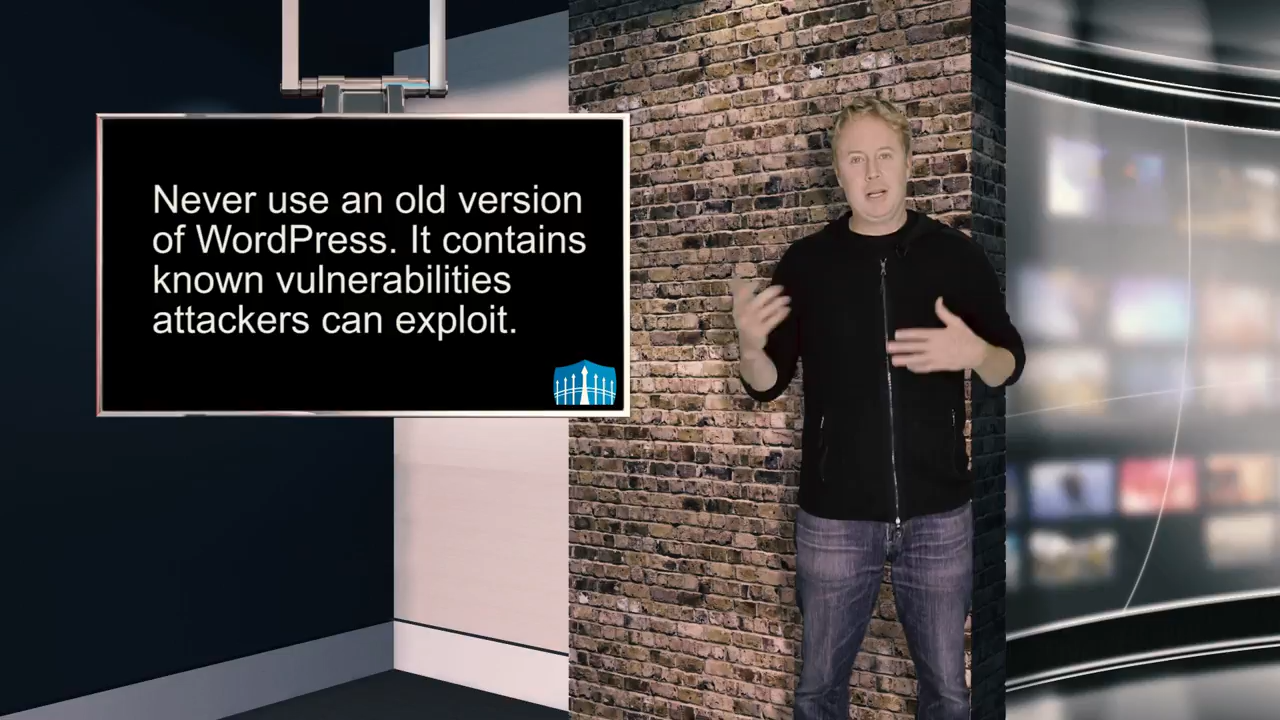 Never use an old version
of WordPress. It contains
known vulnerabilities
attackers can exploit.